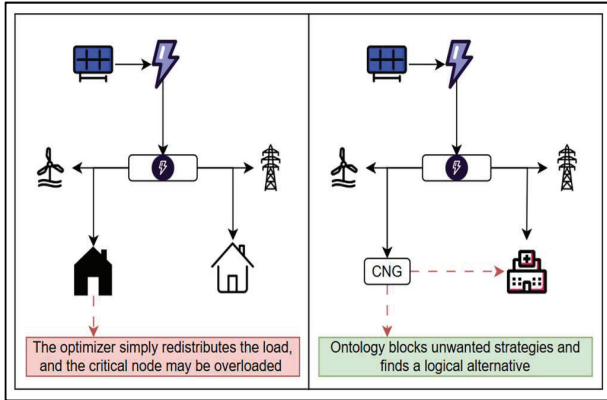 CNG
The optimizer simply redistributes the load,
and the critical node may be overloaded
Ontology blocks unwanted strategies and
finds a logical alternative